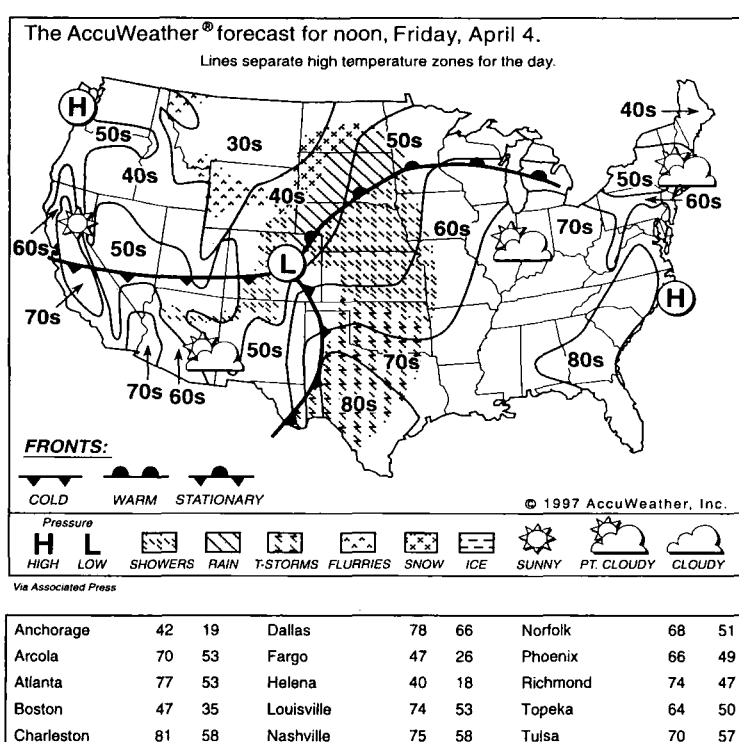 The AccuWeather® forecast for noon, Friday, April 4.
Lines separate high temperature zones for the day.
H
50s
30s
50s
40s
40s
40s
50s
60s
60s
50s
60s
70s
L
H
70s
50s
70s
80s
70s 60s
80s
FRONTS:
COLD WARM STATIONARY
© 1997 AccuWeather, Inc.
Pressure
H L
HIGH LOW SHOWERS RAIN T-STORMS FLURRIES SNOW ICE SUNNY PT. CLOUDY CLOUDY
Via Associated Press
Anchorage 42 19 Dallas 78 66 Norfolk 68 51
Arcola 70 53 Fargo 47 26 Phoenix 66 49
Atlanta 77 53 Helena 40 18 Richmond 74 47
Boston 47 35 Louisville 74 53 Topeka 64 50
Charleston 81 58 Nashville 75 58 Tulsa 70 57